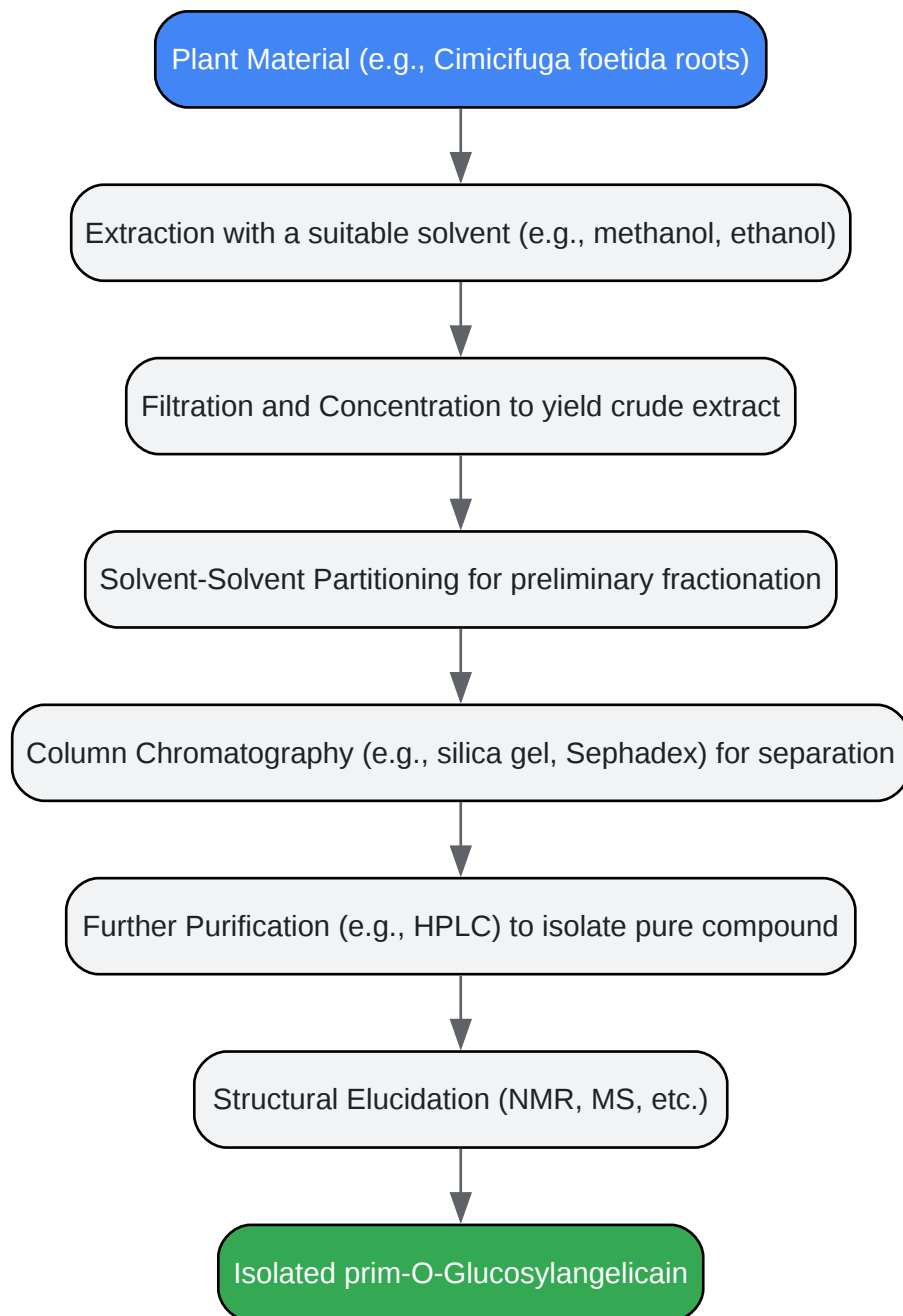 Plant Material (e.g., Cimicifuga foetida roots)
Extraction with a suitable solvent (e.g., methanol, ethanol)
Filtration and Concentration to yield crude extract
Solvent-Solvent Partitioning for preliminary fractionation
Column Chromatography (e.g., silica gel, Sephadex) for separation
Further Purification (e.g., HPLC) to isolate pure compound
Structural Elucidation (NMR, MS, etc.)
Isolated prim-O-Glucosylangelicain